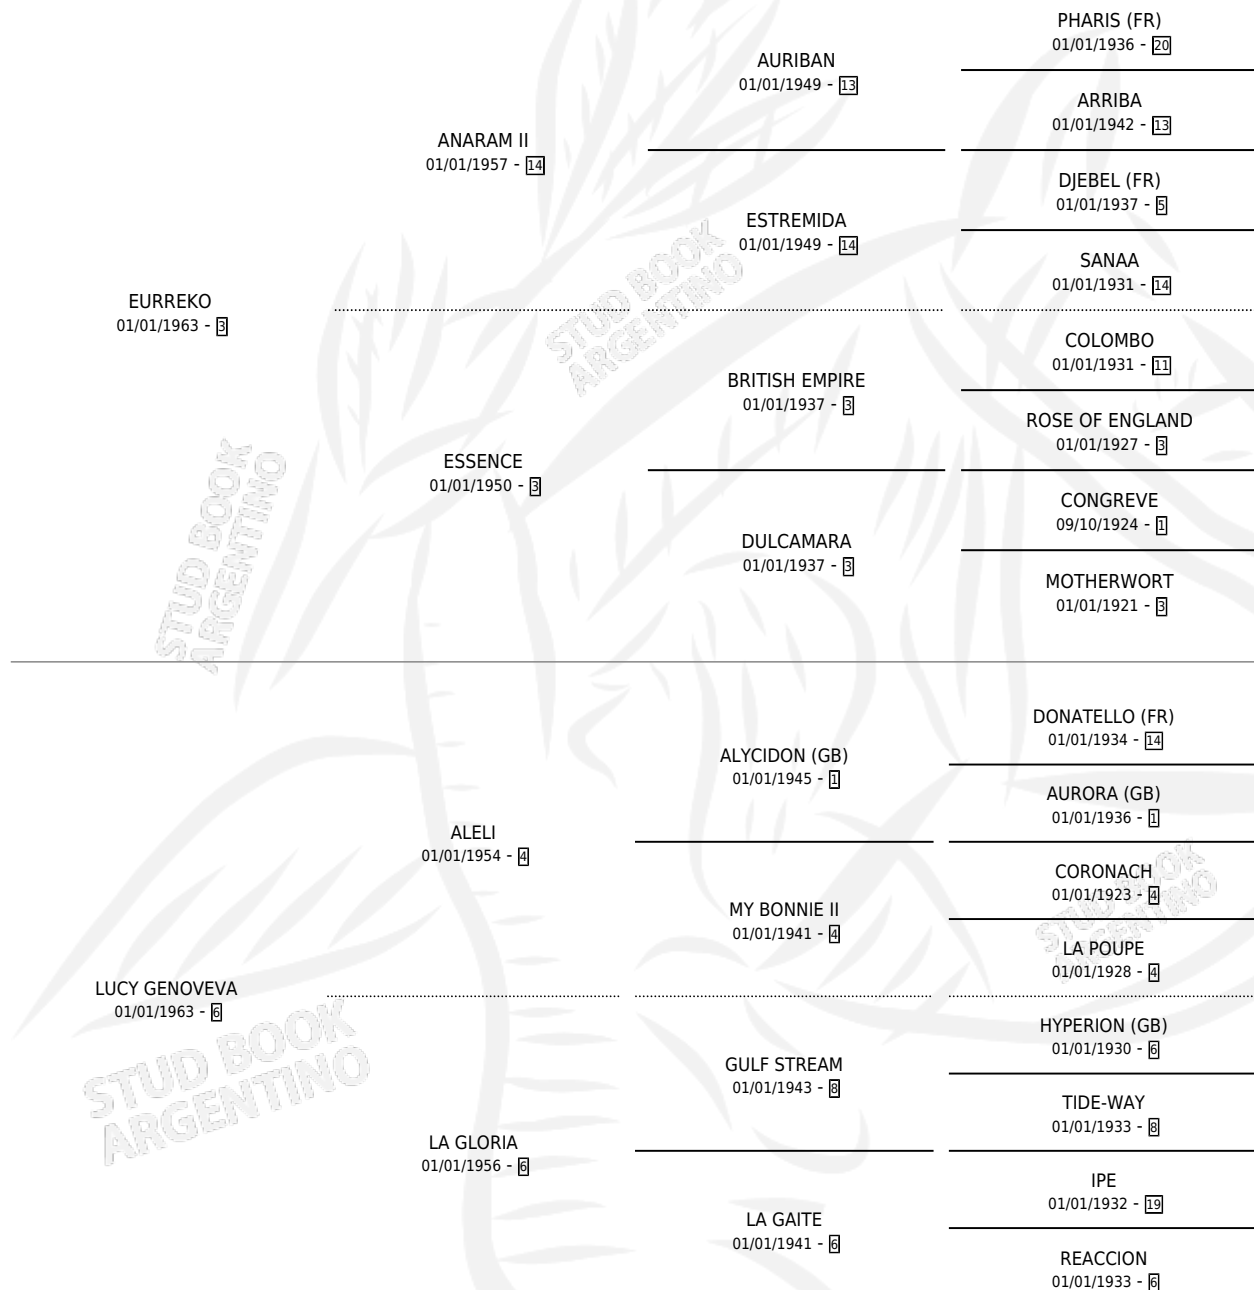 PHARIS (FR)
01/01/1936 - 20
AURIBAN
01/01/1949 - 13
ARRIBA
01/01/1942 - 13
ANARAM II
01/01/1957 - 14
DJEBEL (FR)
01/01/1937 - 5
ESTREMIDA
01/01/1949 - 14
SANAA
01/01/1931 - 14
EURREKO
01/01/1963 - 3
COLOMBO
01/01/1931 - 11
BRITISH EMPIRE
01/01/1937 - 3
ROSE OF ENGLAND
01/01/1927 - 3
ESSENCE
01/01/1950 - 3
CONGREVE
09/10/1924 - 1
DULCAMARA
01/01/1937 - 3
MOTHERWORT
01/01/1921 - 3
DONATELLO (FR)
01/01/1934 - 14
ALYCIDON (GB)
01/01/1945 - 1
AURORA (GB)
01/01/1936 - 1
ALELI
01/01/1954 - 4
CORONACH
01/01/1923 - 4
MY BONNIE II
01/01/1941 - 4
LA POUPE
01/01/1928 - 4
LUCY GENOVEVA
01/01/1963 - 6
HYPERION (GB)
01/01/1930 - 6
GULF STREAM
01/01/1943 - 8
TIDE-WAY
01/01/1933 - 8
LA GLORIA
01/01/1956 - 6
IPE
01/01/1932 - 19
LA GAITE
01/01/1941 - 6
REACCION
01/01/1933 - 6
STUD BOOK
ARGENTINO
STUD BOOK
ARGENTINO
STUD BOOK
ARGENTINO
STUD BOOK
ARGENTINO